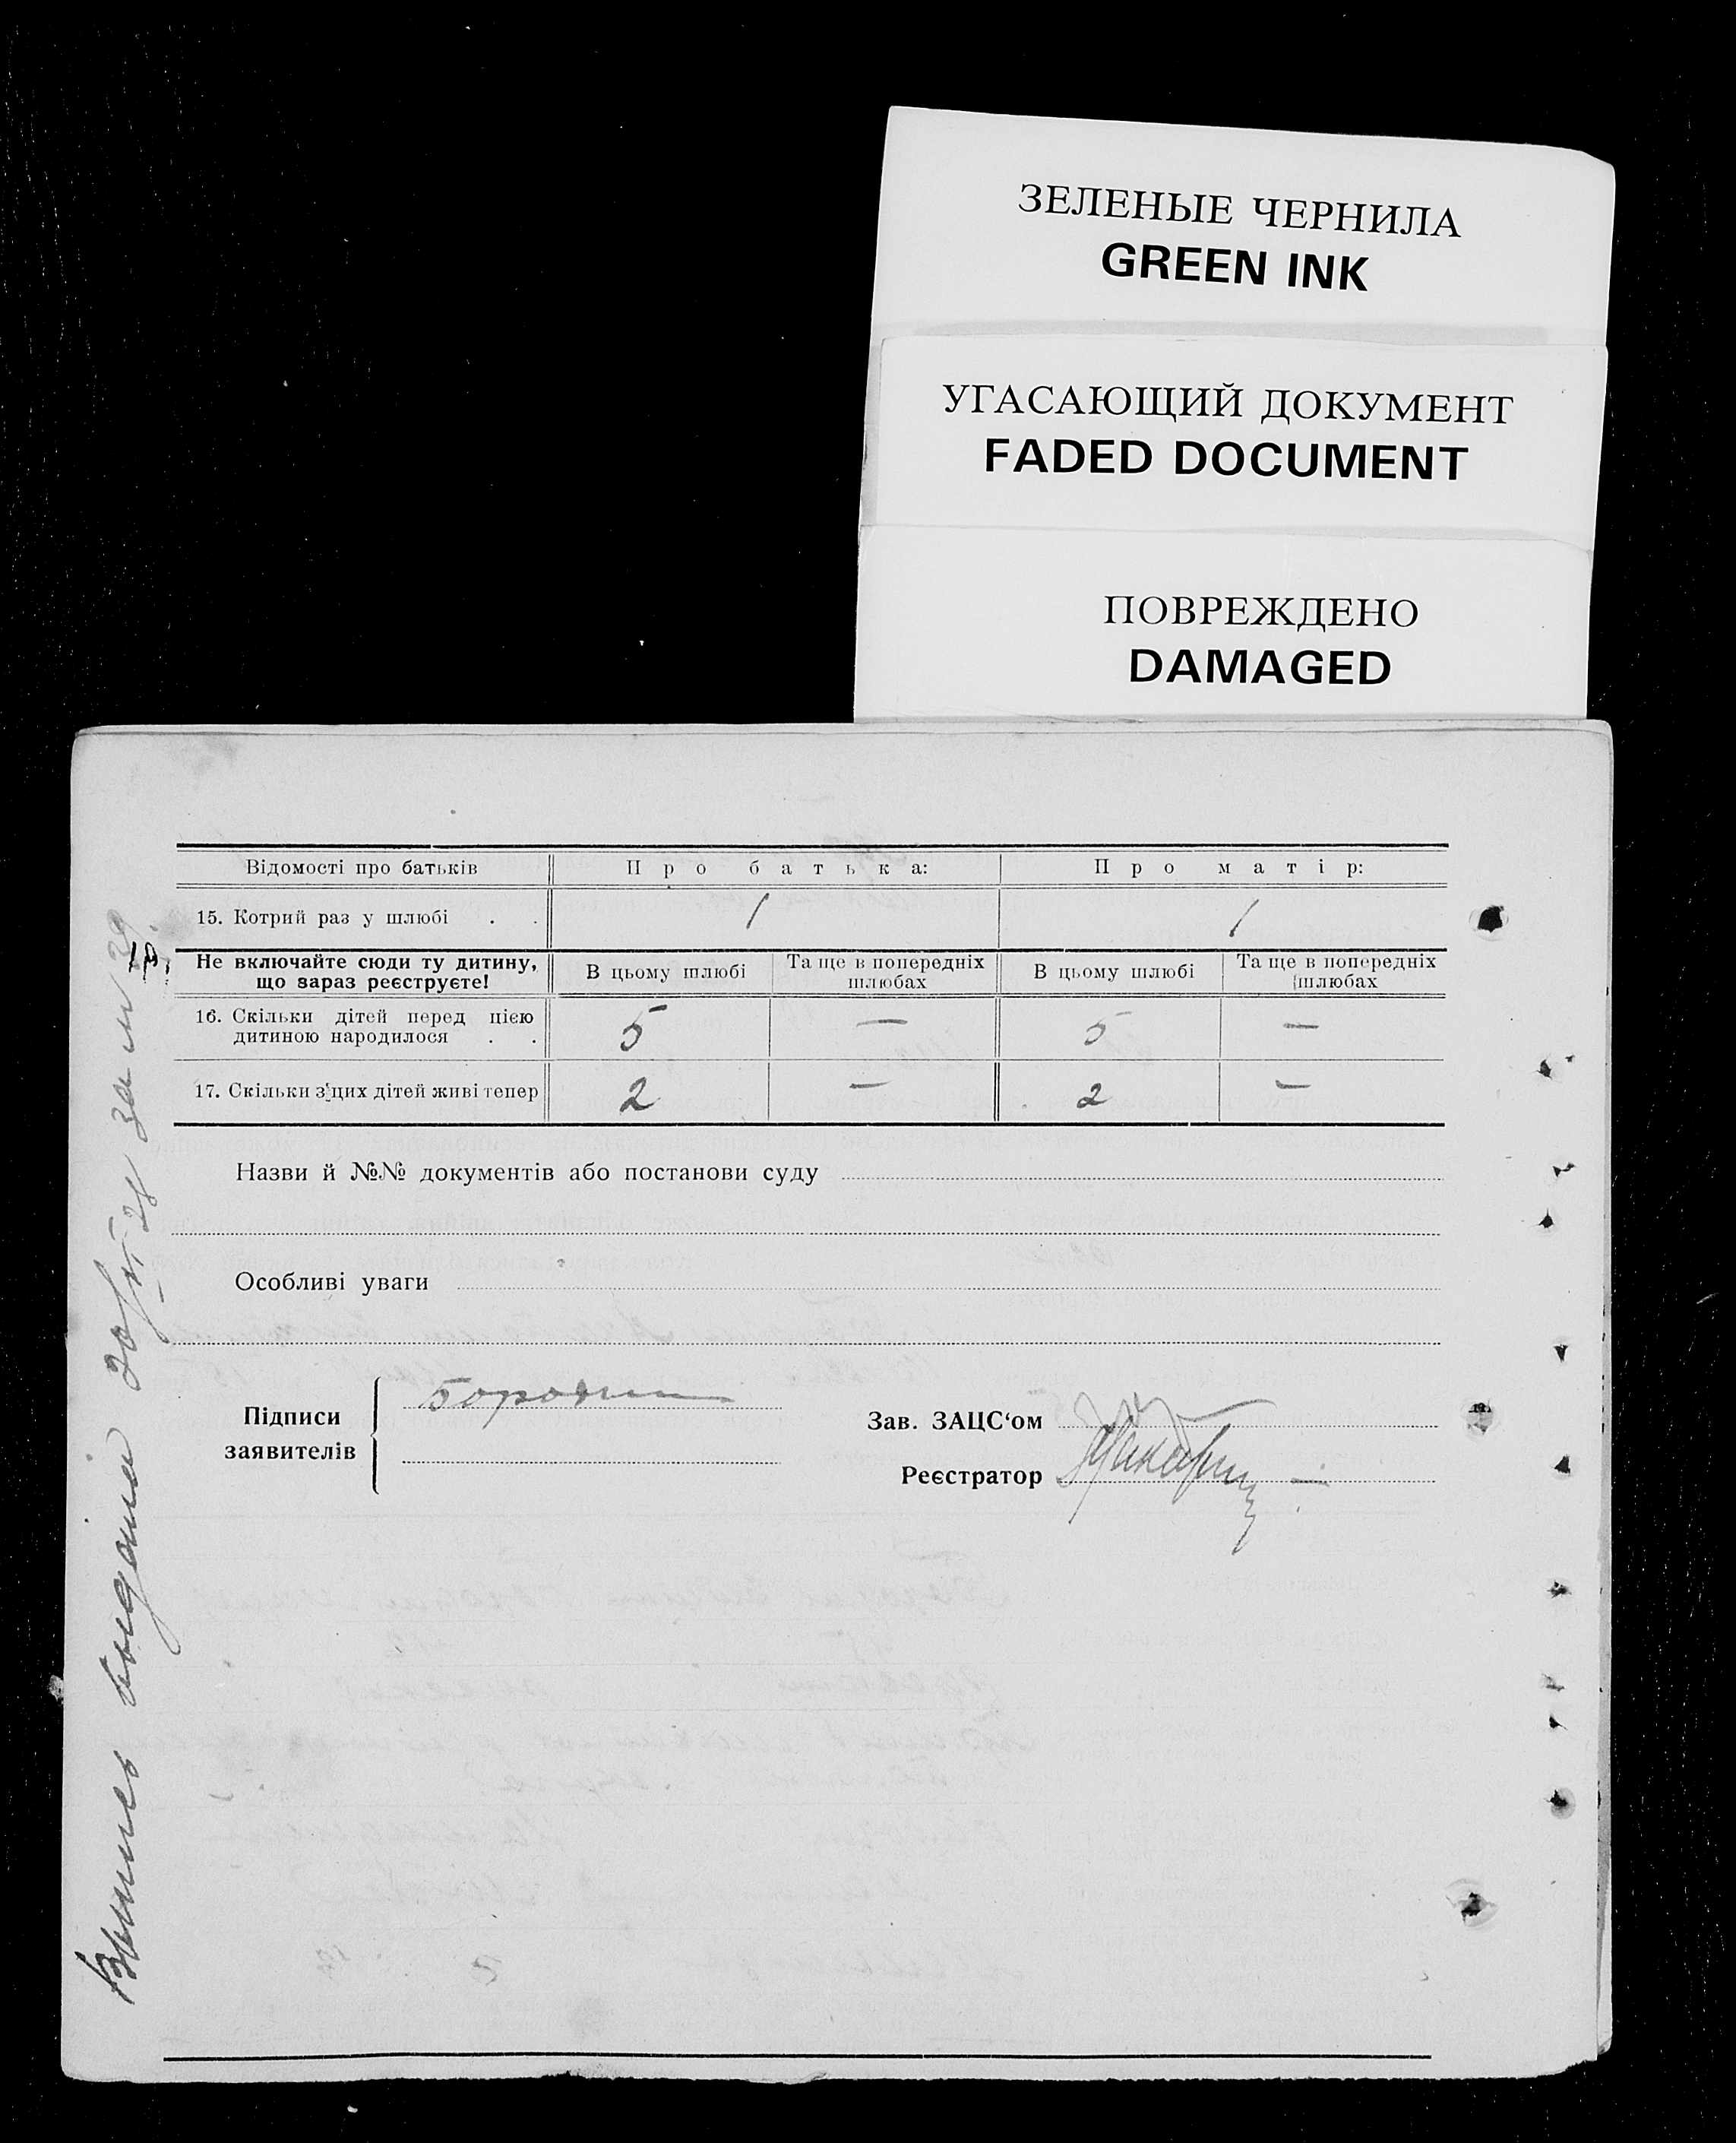 ЗЕЛЕНЫЕ ЧЕРНИЛА
GREEN INK
УГАСАЮЩИЙ ДОКУМЕНТ
FADED DOCUMENT
ПОВРЕЖДЕНО
DAMAGED
Відомості про батьків Про батька: Про матір:
15. Котрий раз у шлюбі . . 1 1
Не включайте сюди ту дитину, що зараз реєструєте! В цьому шлюбі Та ще в попередніх шлюбах В цьому шлюбі Та ще в попередніх шлюбах
16. Скільки дітей перед цією
дитиною народилося . . 5 — 5 —
17. Скільки з цих дітей живі тепер 2 — 2 —
Назви й №№ документів або постанови суду
Особливі уваги
Підписи
заявителів
Бородин
Зав. ЗАЦС‘ом
Реєстратор
Выпись выдана